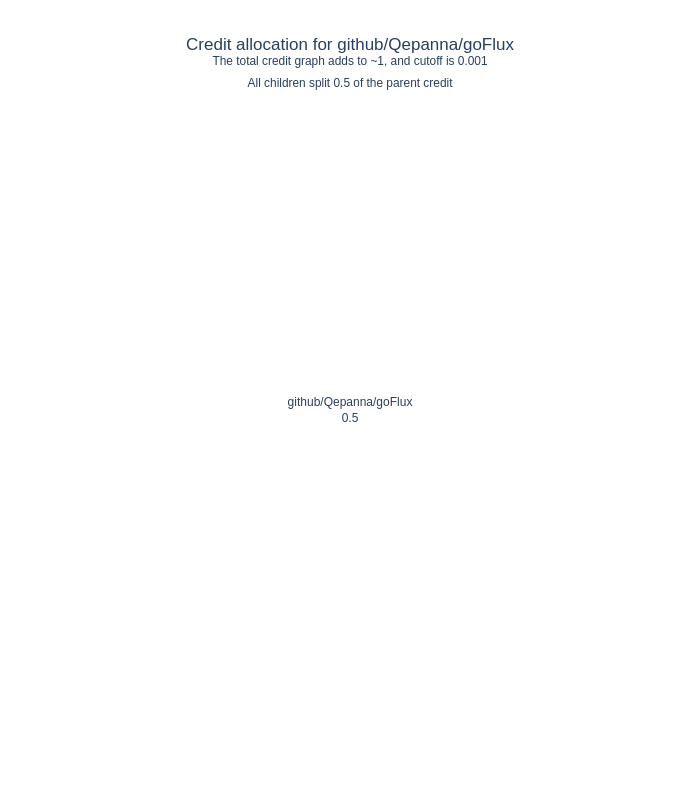 Credit allocation for github/Qepanna/goFlux
The total credit graph adds to ~1, and cutoff is 0.001
All children split 0.5 of the parent credit
github/Qepanna/goFlux
0.5